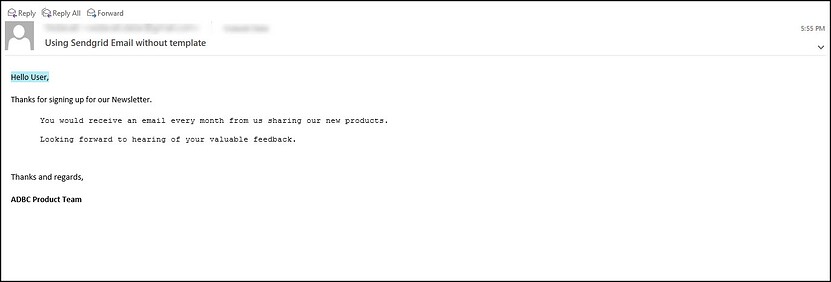 Reply Reply All Forward
5:55 PM
Using Sendgrid Email without template
Hello User,
Thanks for signing up for our Newsletter.
You would receive an email every month from us sharing our new products.
Looking forward to hearing of your valuable feedback.
Thanks and regards,
ADBC Product Team